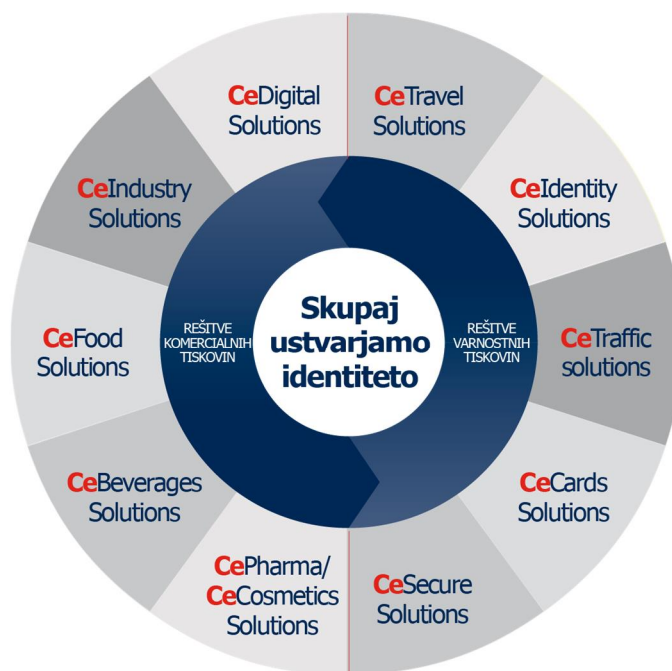 CeDigital
Solutions
CeTravel
Solutions
CeIndustry
Solutions
CeIdentity
Solutions
CeFood
Solutions
REŠITVE
KOMERCIALNIH
TISKOVIN
Skupaj
ustvarjamo
identiteto
REŠITVE
VARNOSTNIH
TISKOVIN
CeTraffic
solutions
CeBeverages
Solutions
CeCards
Solutions
CePharma/
CeCosmetics
Solutions
CeSecure
Solutions